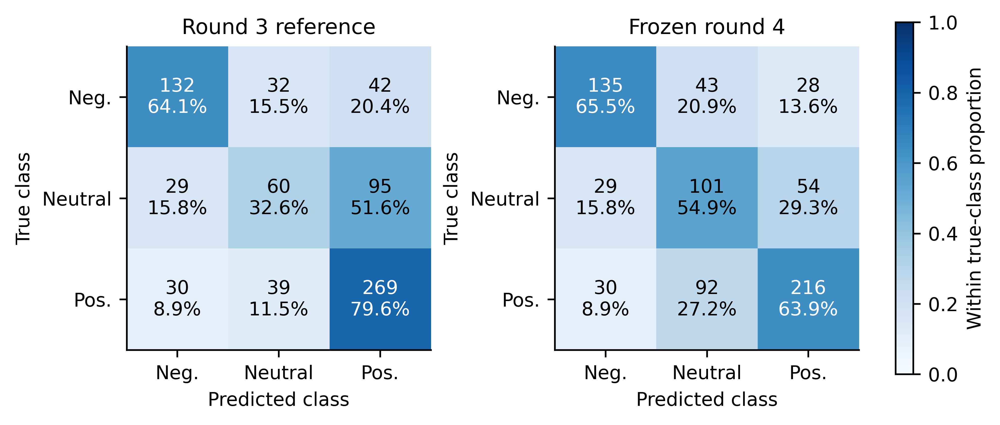 Round 3 reference
True class
Neg.
132
64.1%
32
15.5%
42
20.4%
Neutral
29
15.8%
60
32.6%
95
51.6%
Pos.
30
8.9%
39
11.5%
269
79.6%
Neg.
Neutral
Pos.
Predicted class
Frozen round 4
True class
Neg.
135
65.5%
43
20.9%
28
13.6%
Neutral
29
15.8%
101
54.9%
54
29.3%
Pos.
30
8.9%
92
27.2%
216
63.9%
Neg.
Neutral
Pos.
Predicted class
1.0
0.8
0.6
0.4
0.2
0.0
Within true-class proportion